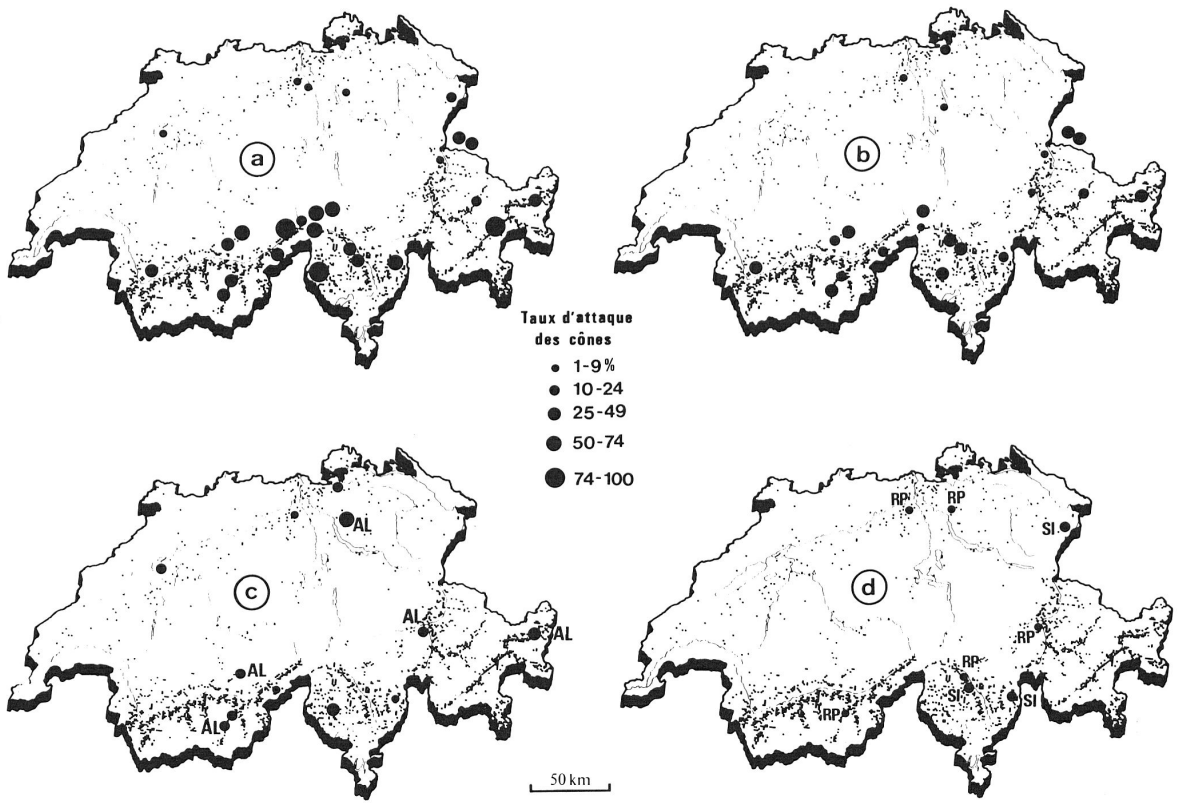 a
b
Taux d'attaque
des cônes
1-9%
10-24
25-49
50-74
74-100
c
AL
AL
AL
AL
AL
d
RP
RP
SI
RP
RP
SI
SI
RP
50 km